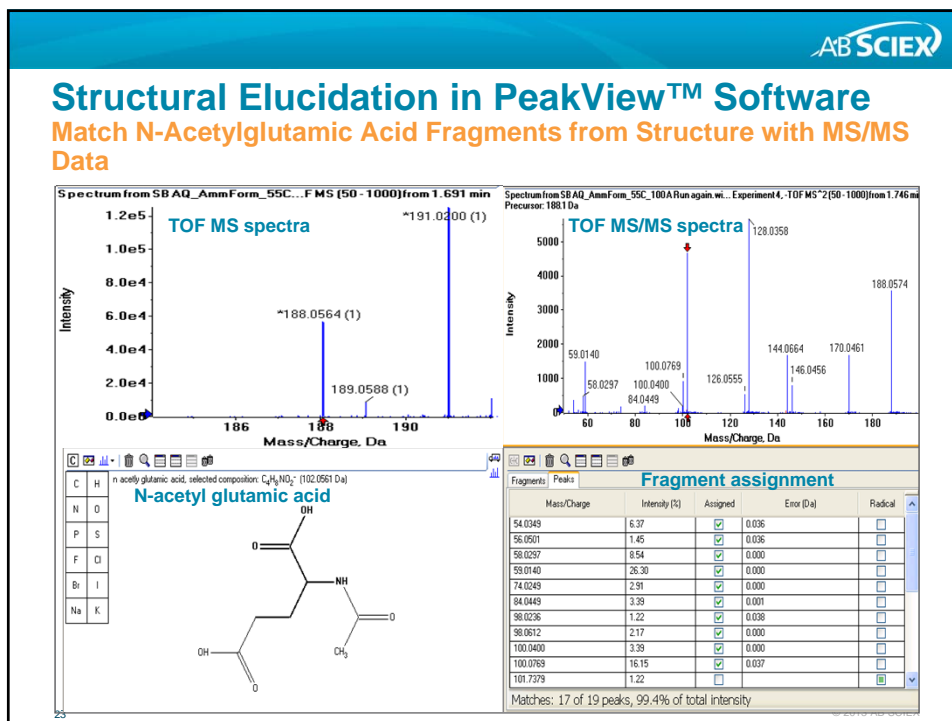 AB SCIEX
Structural Elucidation in PeakView™ Software
Match N-Acetylglutamic Acid Fragments from Structure with MS/MS
Data
Spectrum from SB AQ_AmmForm_55C...F MS (50 - 1000) from 1.691 min
TOF MS spectra
1.2e5
1.0e5
8.0e4
6.0e4
4.0e4
2.0e4
0.0e0
Intensity
*191.0200 (1)
*188.0564 (1)
189.0588 (1)
186 188 190
Mass/Charge, Da
Spectrum from SB AQ_AmmForm_55C_100A Run again.wi... Experiment 4, -TOF MS^2 (50 - 1000) from 1.746 mi
Precursor: 188.1 Da
TOF MS/MS spectra
5000
4000
3000
2000
1000
0
Intensity
128.0358
188.0574
59.0140
58.0297
100.0769
100.0400
84.0449
126.0555
144.0664
146.0456
170.0461
60 80 100 120 140 160 180
Mass/Charge, Da
C
n acetly glutamic acid, selected composition: C₄H₈NO₂⁻ (102.0561 Da)
N-acetyl glutamic acid
C H
N O
P S
F Cl
Br I
Na K
OH
O
NH
O
CH₃
OH
O
Fragments Peaks
Fragment assignment
Mass/Charge Intensity (%) Assigned Error (Da) Radical
54.0349 6.37 0.036
56.0501 1.45 0.036
58.0297 8.54 0.000
59.0140 26.30 0.000
74.0249 2.91 0.000
84.0449 3.39 0.001
98.0236 1.22 0.038
98.0612 2.17 0.000
100.0400 3.39 0.000
100.0769 16.15 0.037
101.7379 1.22
Matches: 17 of 19 peaks, 99.4% of total intensity
23